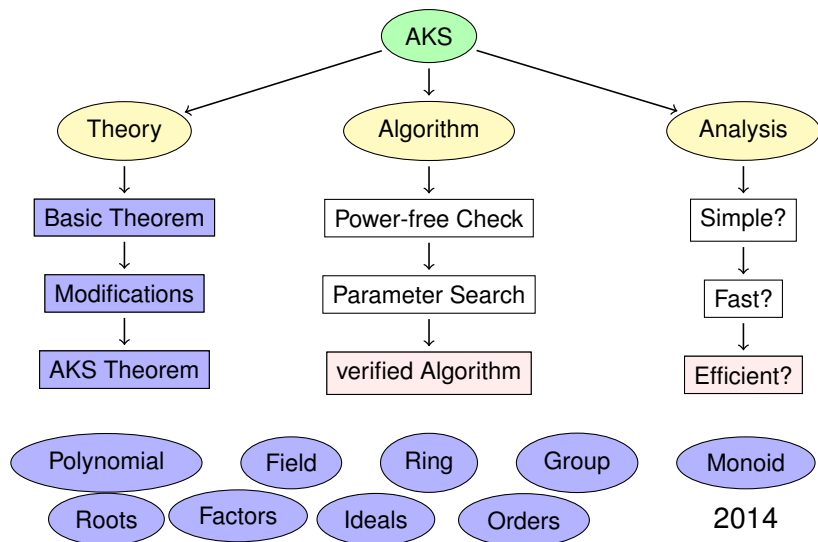 AKS
Theory Algorithm Analysis
Basic Theorem Power-free Check Simple?
Modifications Parameter Search Fast?
AKS Theorem verified Algorithm Efficient?
Polynomial Field Ring Group Monoid
Roots Factors Ideals Orders 2014